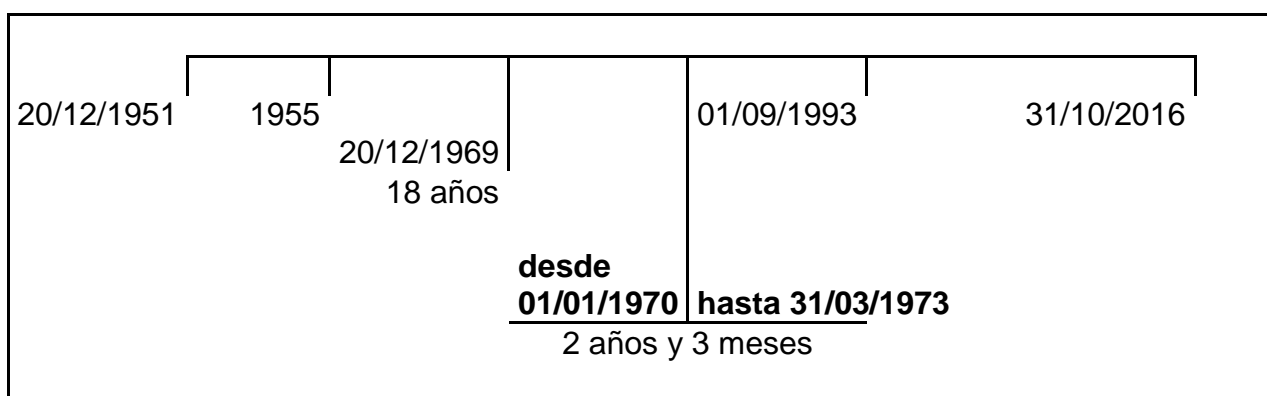 20/12/1951 1955 01/09/1993 31/10/2016
20/12/1969
18 años
desde
01/01/1970 hasta 31/03/1973
2 años y 3 meses